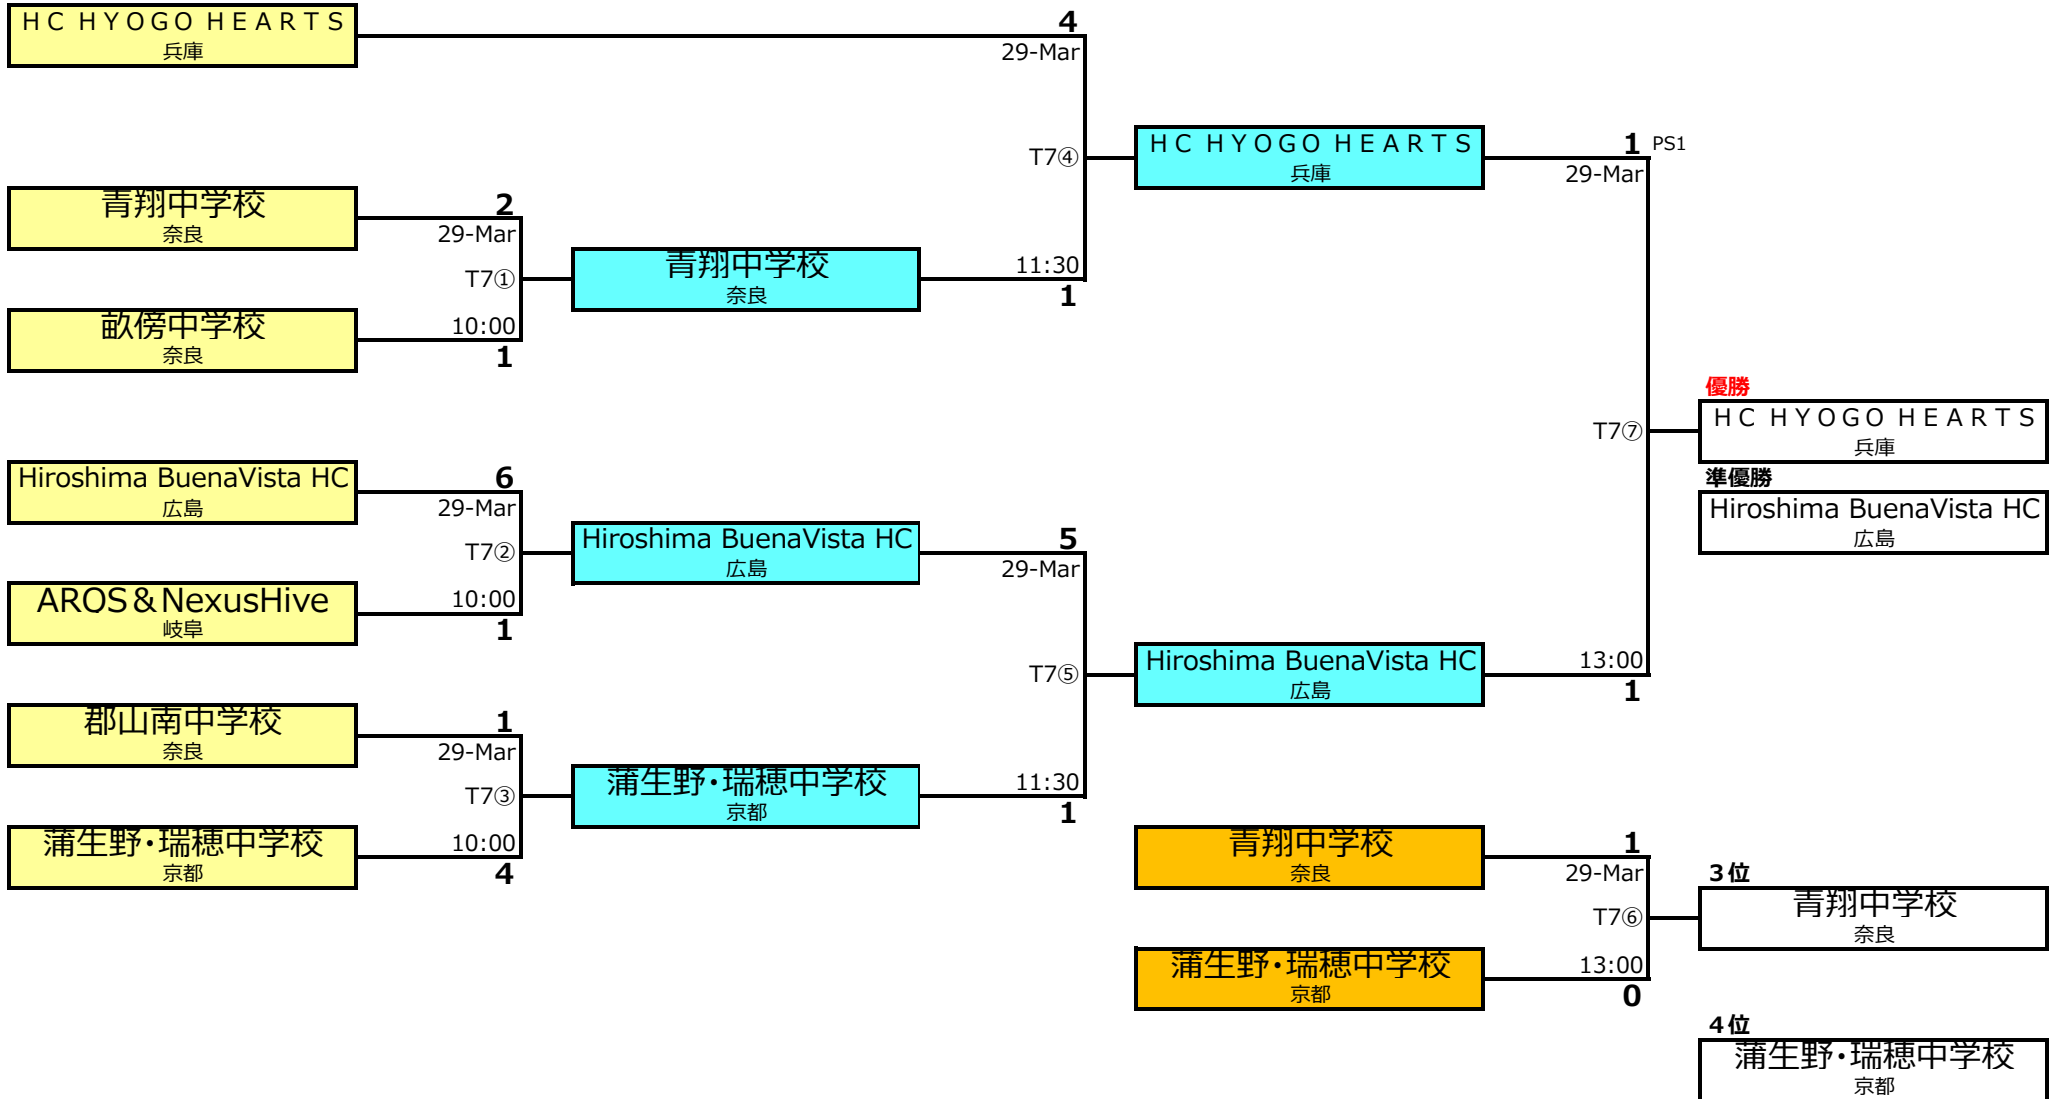 ＨＣ ＨＹＯＧＯ ＨＥＡＲＴＳ
兵庫
4
29-Mar
T7④
ＨＣ ＨＹＯＧＯ ＨＥＡＲＴＳ
兵庫
1 PS1
29-Mar
青翔中学校
奈良
2
29-Mar
T7①
青翔中学校
奈良
11:30
1
畝傍中学校
奈良
10:00
1
優勝
ＨＣ ＨＹＯＧＯ ＨＥＡＲＴＳ
兵庫
T7⑦
準優勝
Hiroshima BuenaVista HC
広島
Hiroshima BuenaVista HC
広島
6
29-Mar
T7②
Hiroshima BuenaVista HC
広島
5
29-Mar
AROS＆NexusHive
岐阜
10:00
1
T7⑤
Hiroshima BuenaVista HC
広島
13:00
1
郡山南中学校
奈良
1
29-Mar
T7③
蒲生野・瑞穂中学校
京都
11:30
1
蒲生野・瑞穂中学校
京都
10:00
4
青翔中学校
奈良
1
29-Mar
T7⑥
３位
青翔中学校
奈良
蒲生野・瑞穂中学校
京都
13:00
0
４位
蒲生野・瑞穂中学校
京都